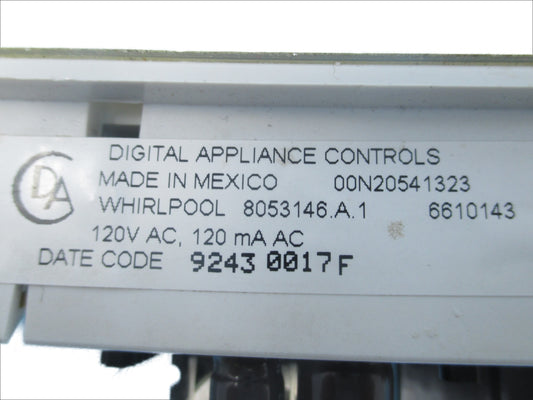 DA
DIGITAL APPLIANCE CONTROLS
MADE IN MEXICO 00N20541323
WHIRLPOOL 8053146.A.1 6610143
120V AC, 120 mA AC
DATE CODE 9243 0017F